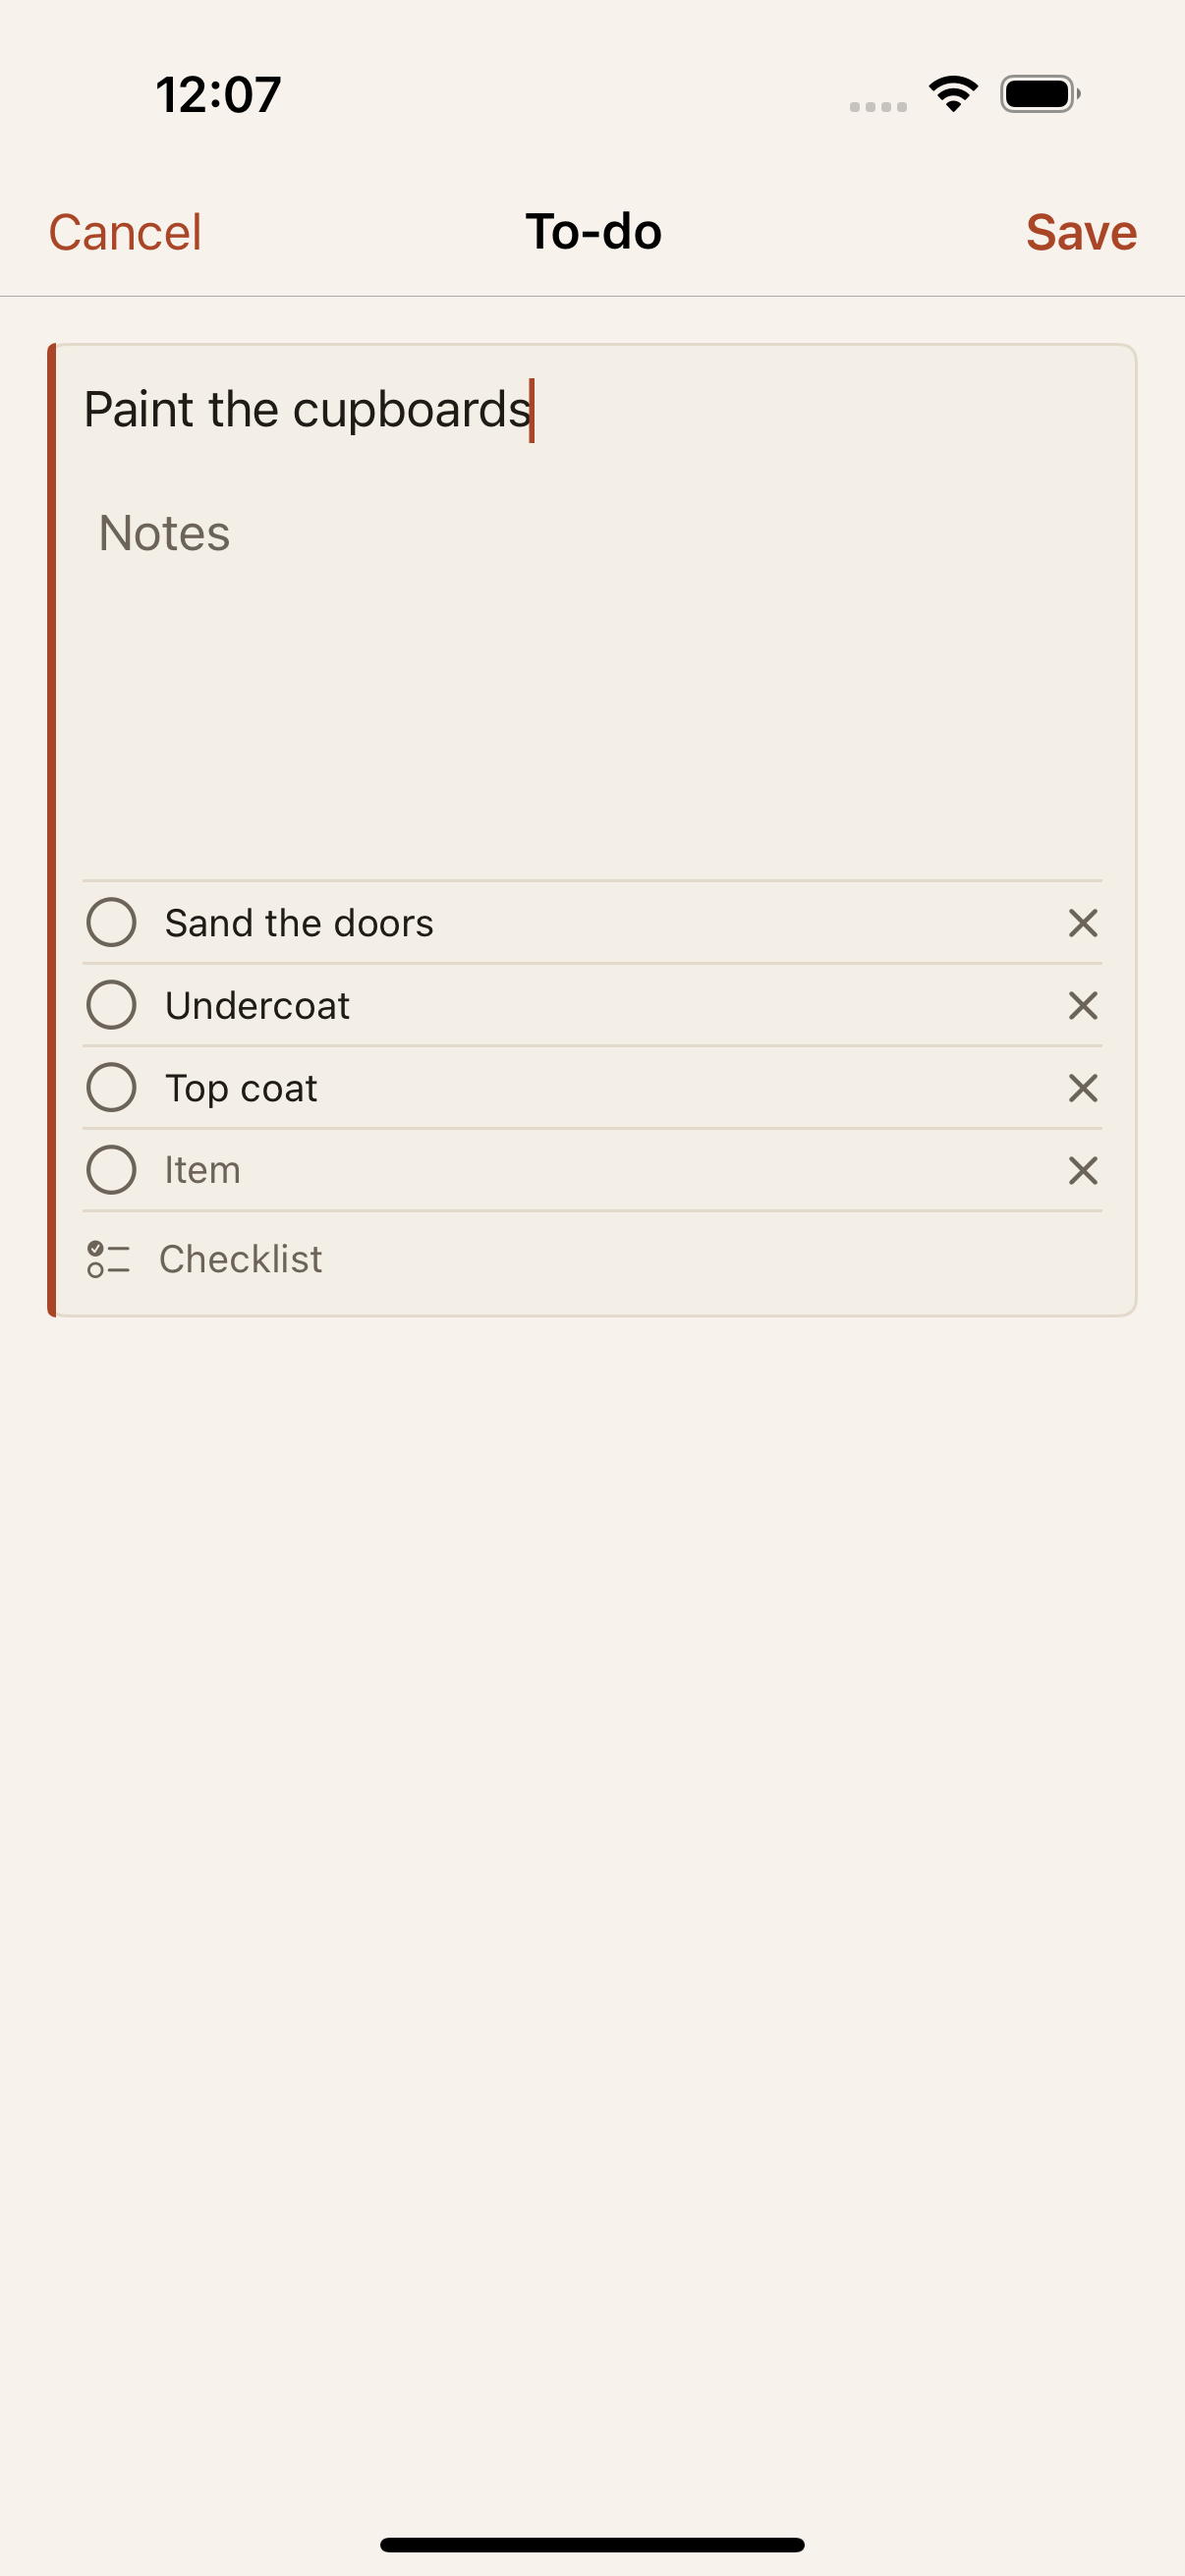 12:07
Cancel To-do Save
Paint the cupboards
Notes
Sand the doors
Undercoat
Top coat
Item
Checklist